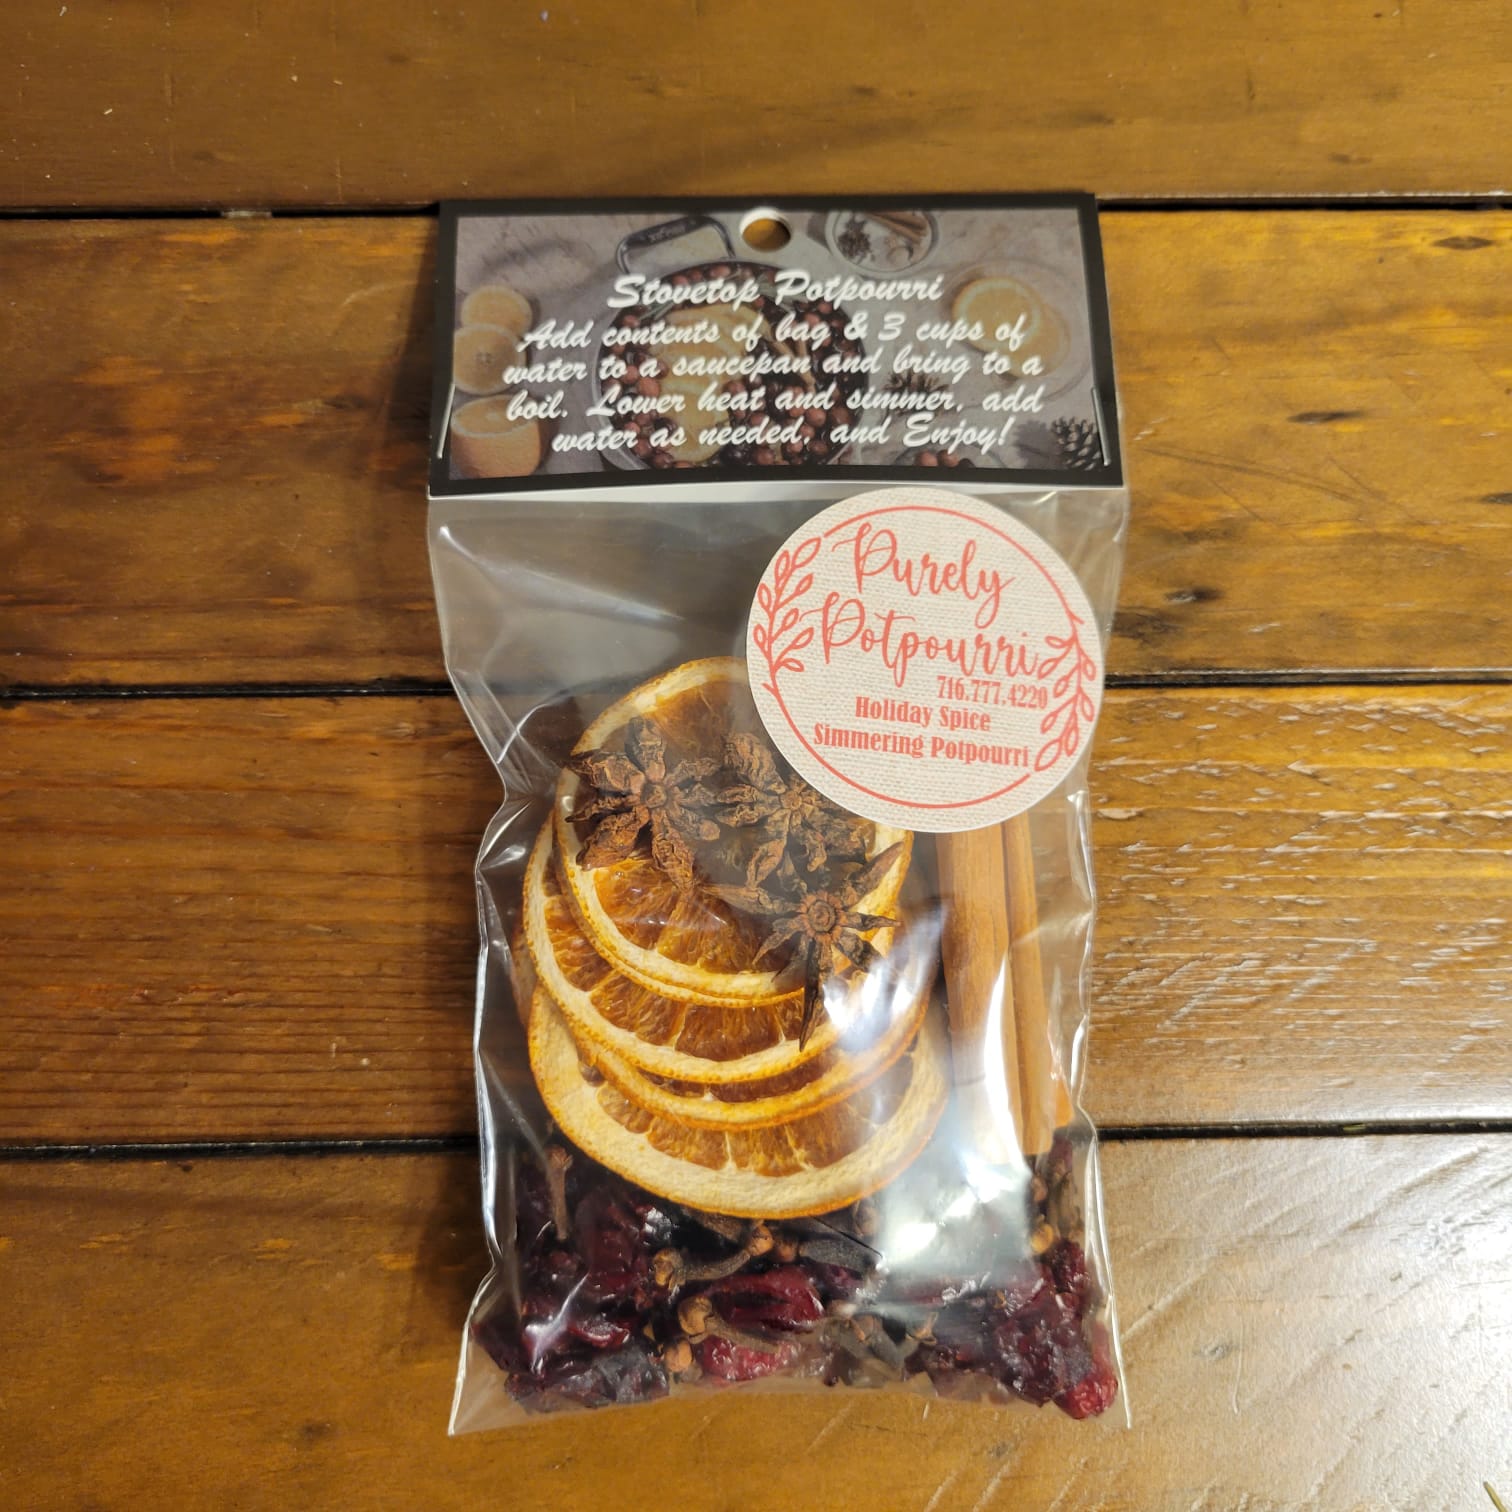 Stovetop Potpourri
Add contents of bag & 3 cups of
water to a saucepan and bring to a
boil. Lower heat and simmer, add
water as needed, and Enjoy!
Purely
Potpourri
716.777.4220
Holiday Spice
Simmering Potpourri